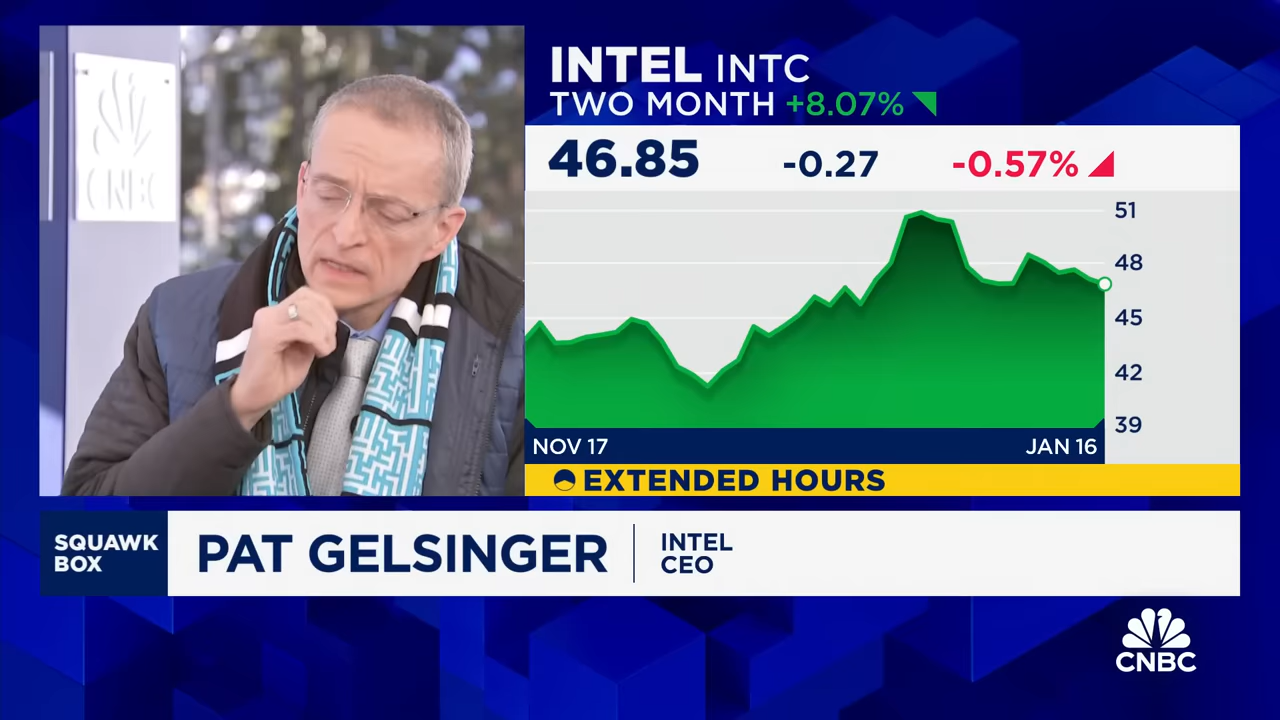 CNBC
INTEL INTC
TWO MONTH +8.07%
46.85 -0.27 -0.57%
51
48
45
42
39
NOV 17 JAN 16
EXTENDED HOURS
SQUAWK
BOX
PAT GELSINGER
INTEL
CEO
CNBC